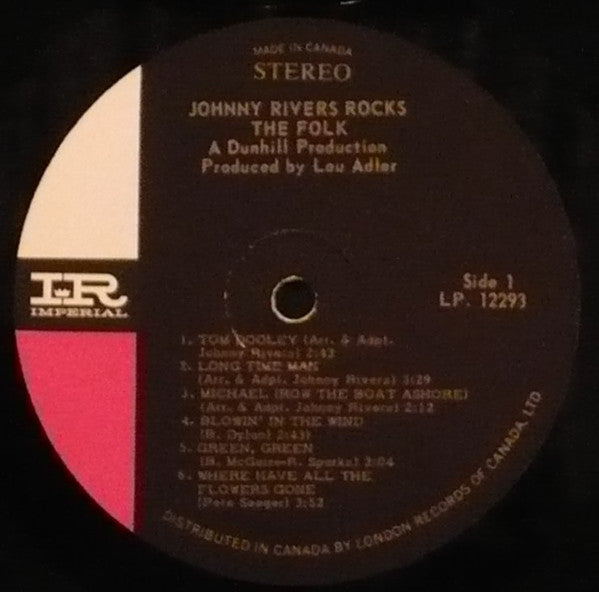 MADE IN CANADA
STEREO
JOHNNY RIVERS ROCKS
THE FOLK
A Dunhill Production
Produced by Lou Adler
IR
IMPERIAL
Side 1
LP. 12293
1. TOM DOOLEY (Arr. & Adpt.
Johnny Rivers) 2:43
2. LONG TIME MAN
(Arr. & Adpt. Johnny Rivers) 3:29
3. MICHAEL (ROW THE BOAT ASHORE)
(Arr. & Adpt. Johnny Rivers) 2:12
4. BLOWIN' IN THE WIND
(B. Dylan) 2:43)
5. GREEN, GREEN
(B. McGuire-R. Sparks) 2:04
6. WHERE HAVE ALL THE
FLOWERS GONE
(Pete Seeger) 3:52
DISTRIBUTED IN CANADA BY LONDON RECORDS OF CANADA, LTD